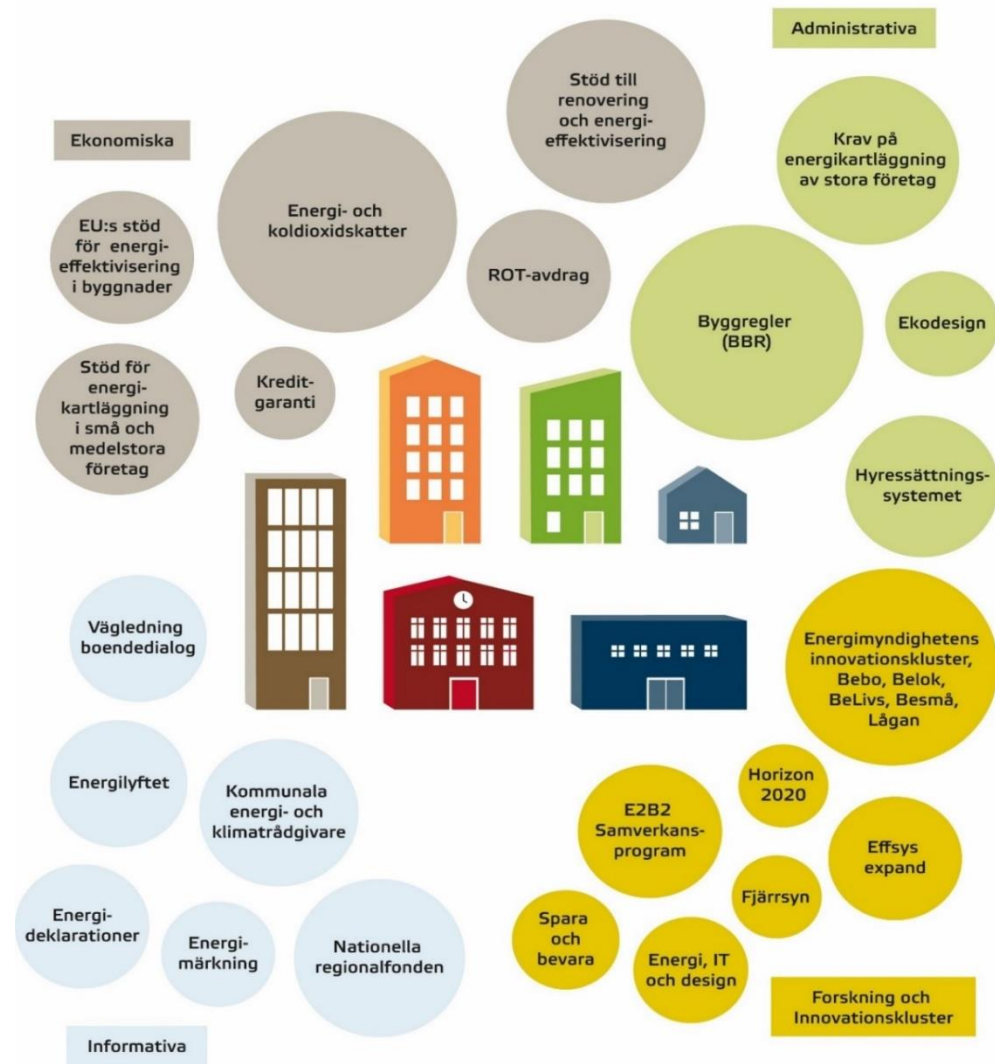 Administrativa
Stöd till
renovering
och energi-
effektivisering
Krav på
energikartläggning
av stora företag
Ekonomiska
EU:s stöd
för energi-
effektivisering
i byggnader
Energi- och
koldioxidskatter
ROT-avdrag
Byggregler
(BBR)
Ekodesign
Stöd för
energi-
kartläggning
i små och
medelstora
företag
Kredit-
garanti
Hyressättnings-
systemet
Vägledning
boendedialog
Energimyndighetens
innovationskluster,
Bebo, Belok,
BeLivs, Besmå,
Lågan
Energilyftet
Kommunala
energi- och
klimatrådgivare
E2B2
Samverkans-
program
Horizon
2020
Effsys
expand
Fjärrsyn
Energi-
deklarationer
Energi-
märkning
Nationella
regionalfonden
Spara
och
bevara
Energi, IT
och design
Informativa
Forskning och
Innovationskluster